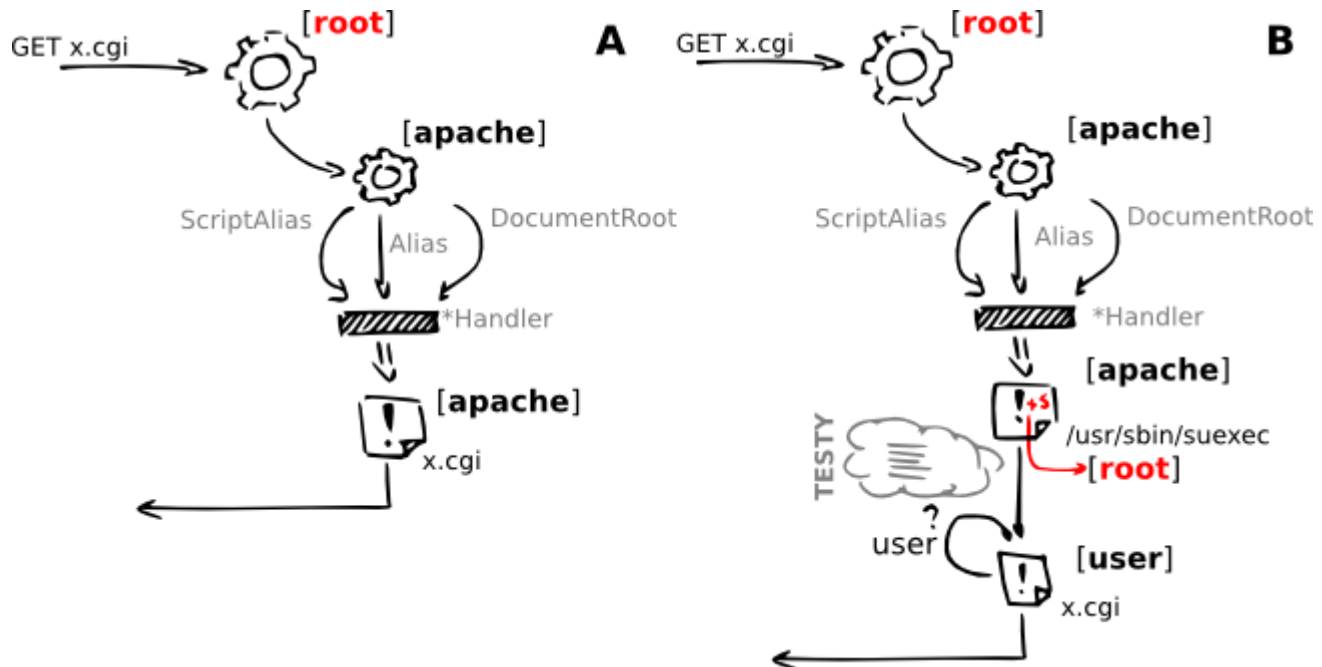 [root]
A
GET x.cgi
[apache]
ScriptAlias
Alias
DocumentRoot
*Handler
!
[apache]
x.cgi
[root]
B
GET x.cgi
[apache]
ScriptAlias
Alias
DocumentRoot
*Handler
[apache]
! +s
/usr/sbin/suexec
[root]
TESTY
?
user
[user]
!
x.cgi